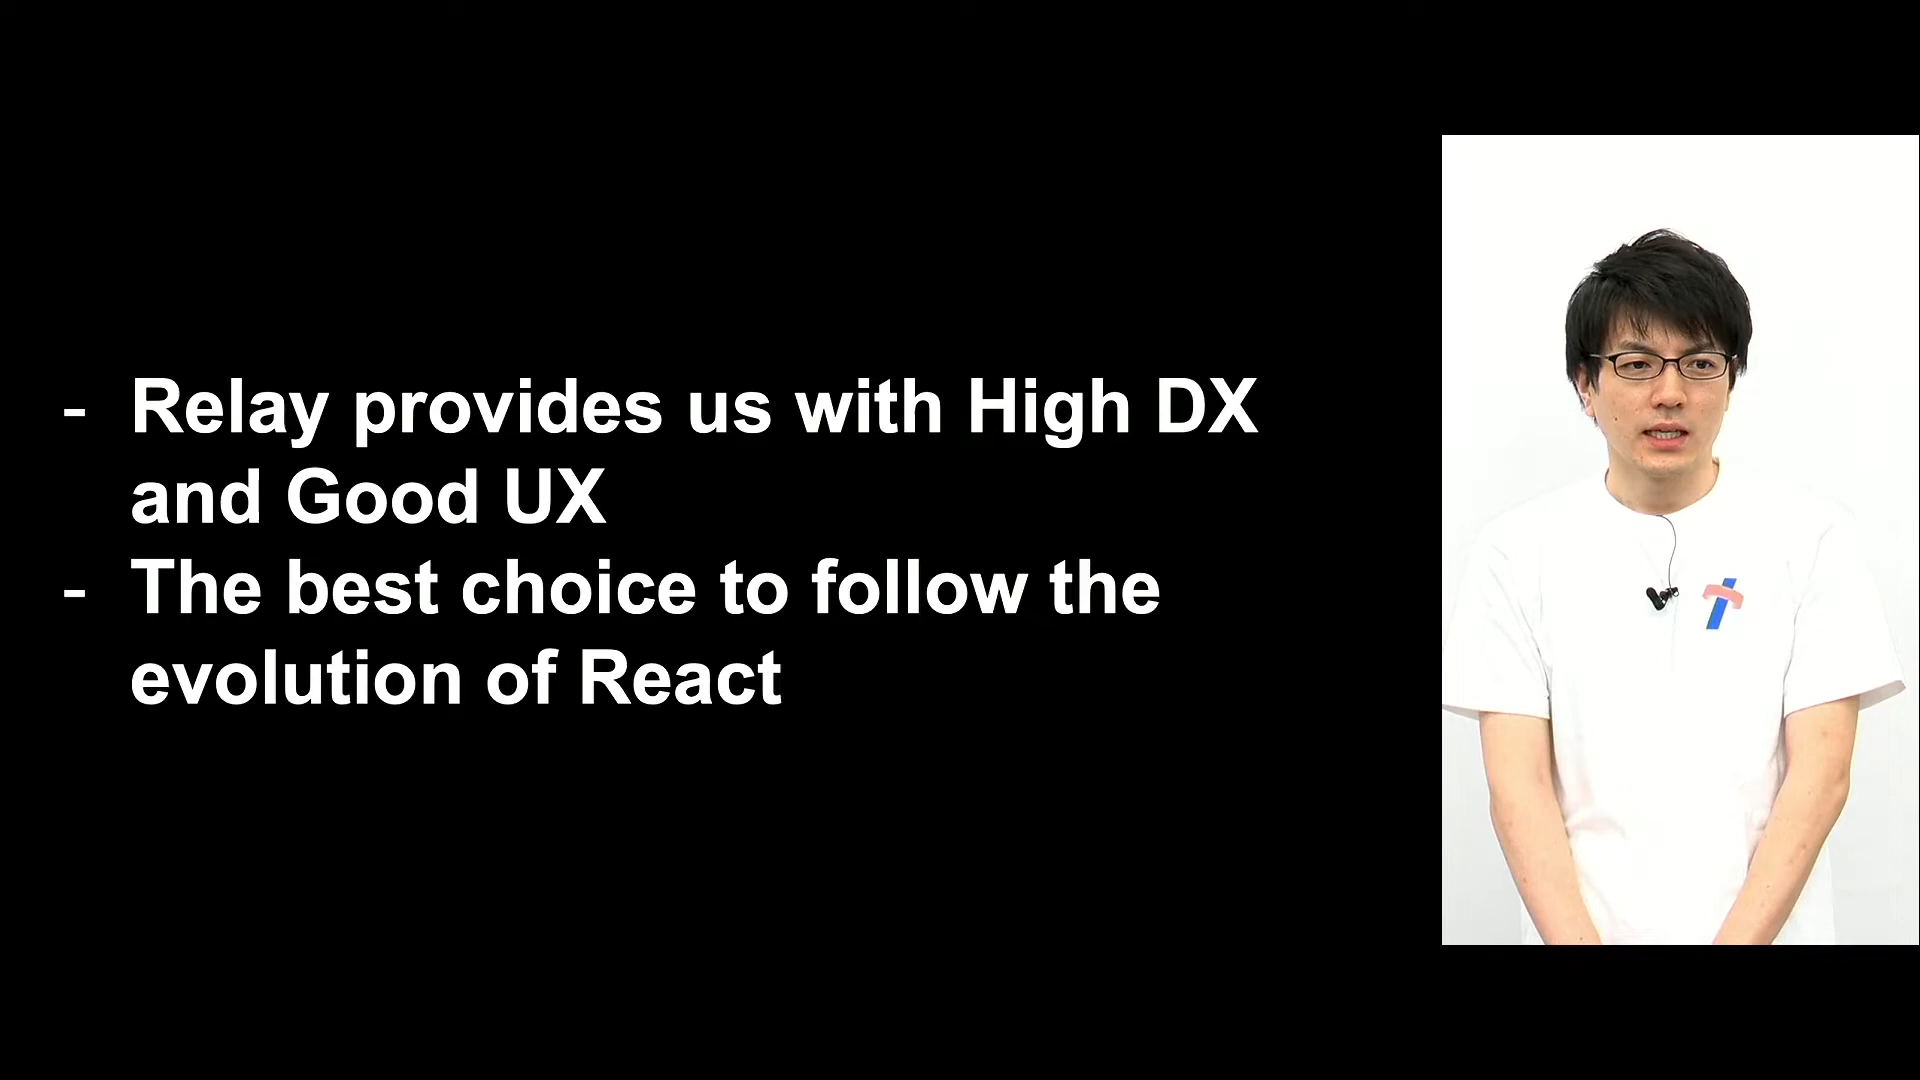 - Relay provides us with High DX
and Good UX
- The best choice to follow the
evolution of React